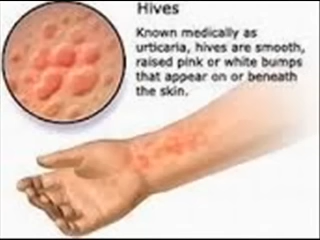 Hives
Known medically as
urticaria, hives are smooth,
raised pink or white bumps
that appear on or beneath
the skin.